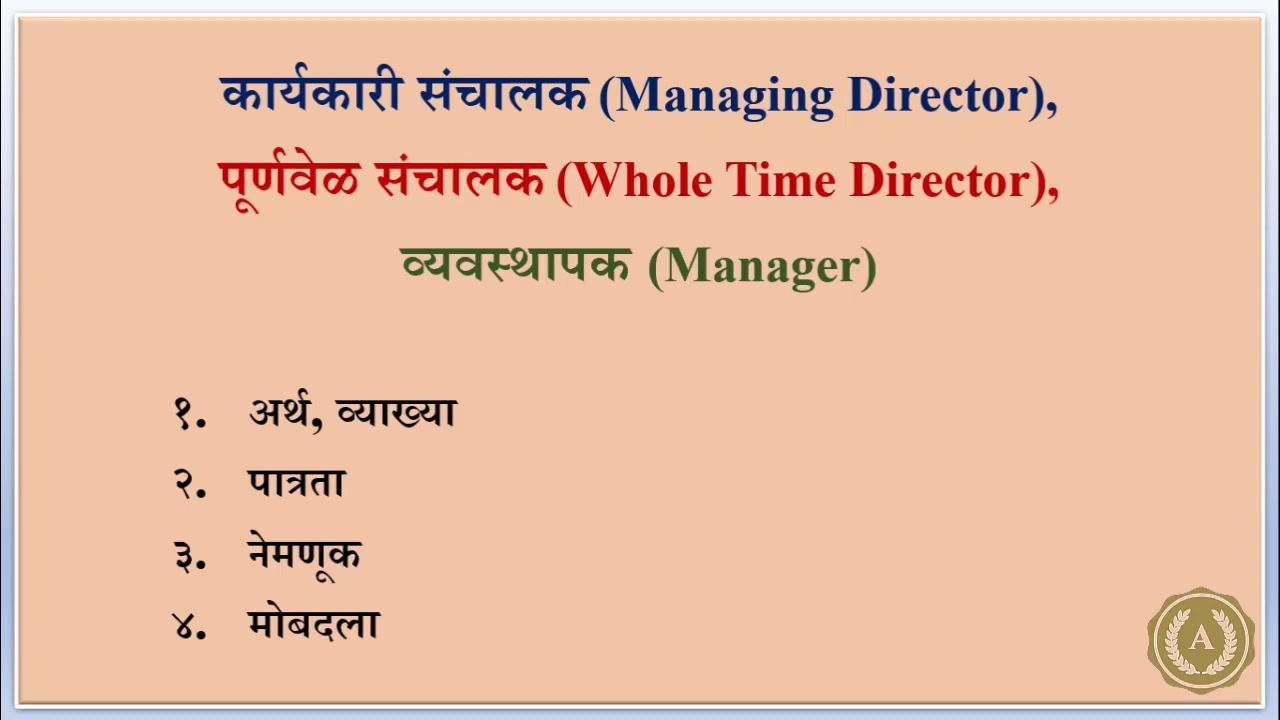 कार्यकारी संचालक (Managing Director),
पूर्णवेळ संचालक (Whole Time Director),
व्यवस्थापक (Manager)
१. अर्थ, व्याख्या
२. पात्रता
३. नेमणूक
४. मोबदला
A